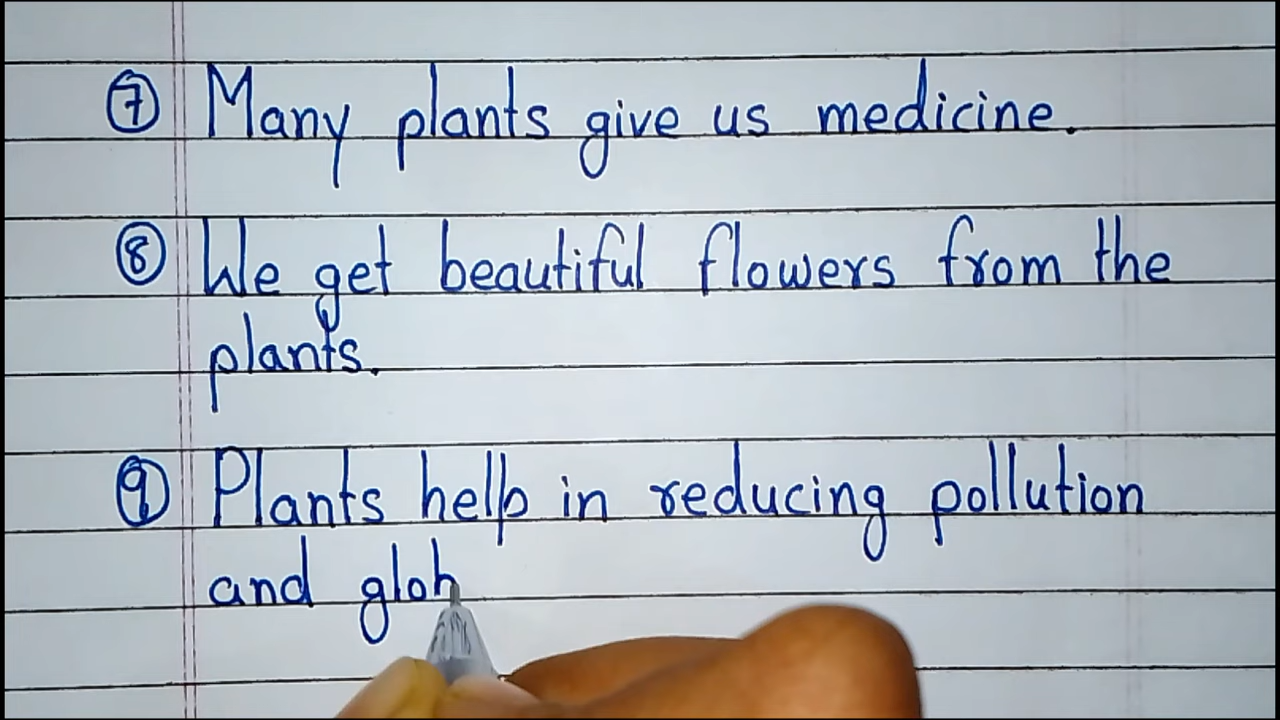 ⑦ Many plants give us medicine.
⑧ We get beautiful flowers from the
plants.
⑨ Plants help in reducing pollution
and